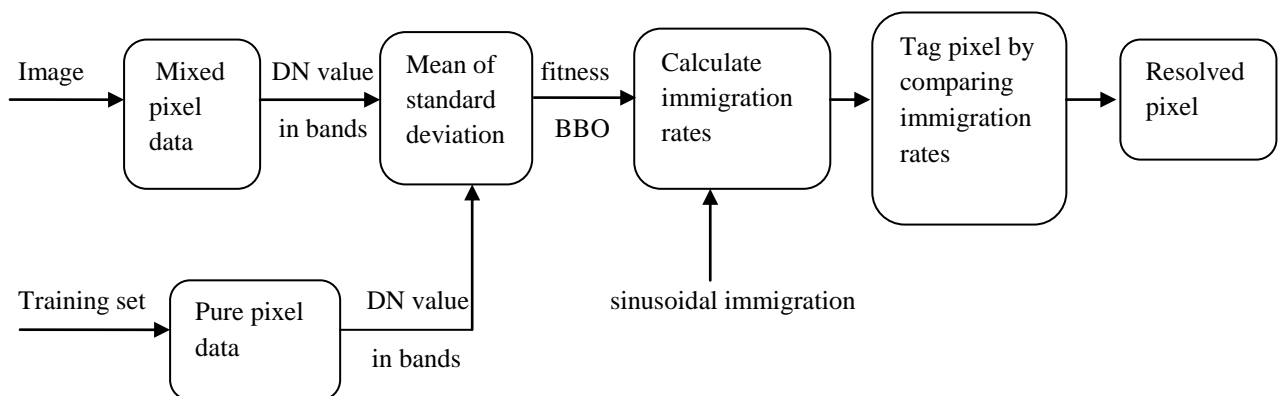 Image
Mixed
pixel
data
DN value
in bands
Mean of
standard
deviation
fitness
BBO
Calculate
immigration
rates
Tag pixel by
comparing
immigration
rates
Resolved
pixel
Training set
Pure pixel
data
DN value
in bands
sinusoidal immigration